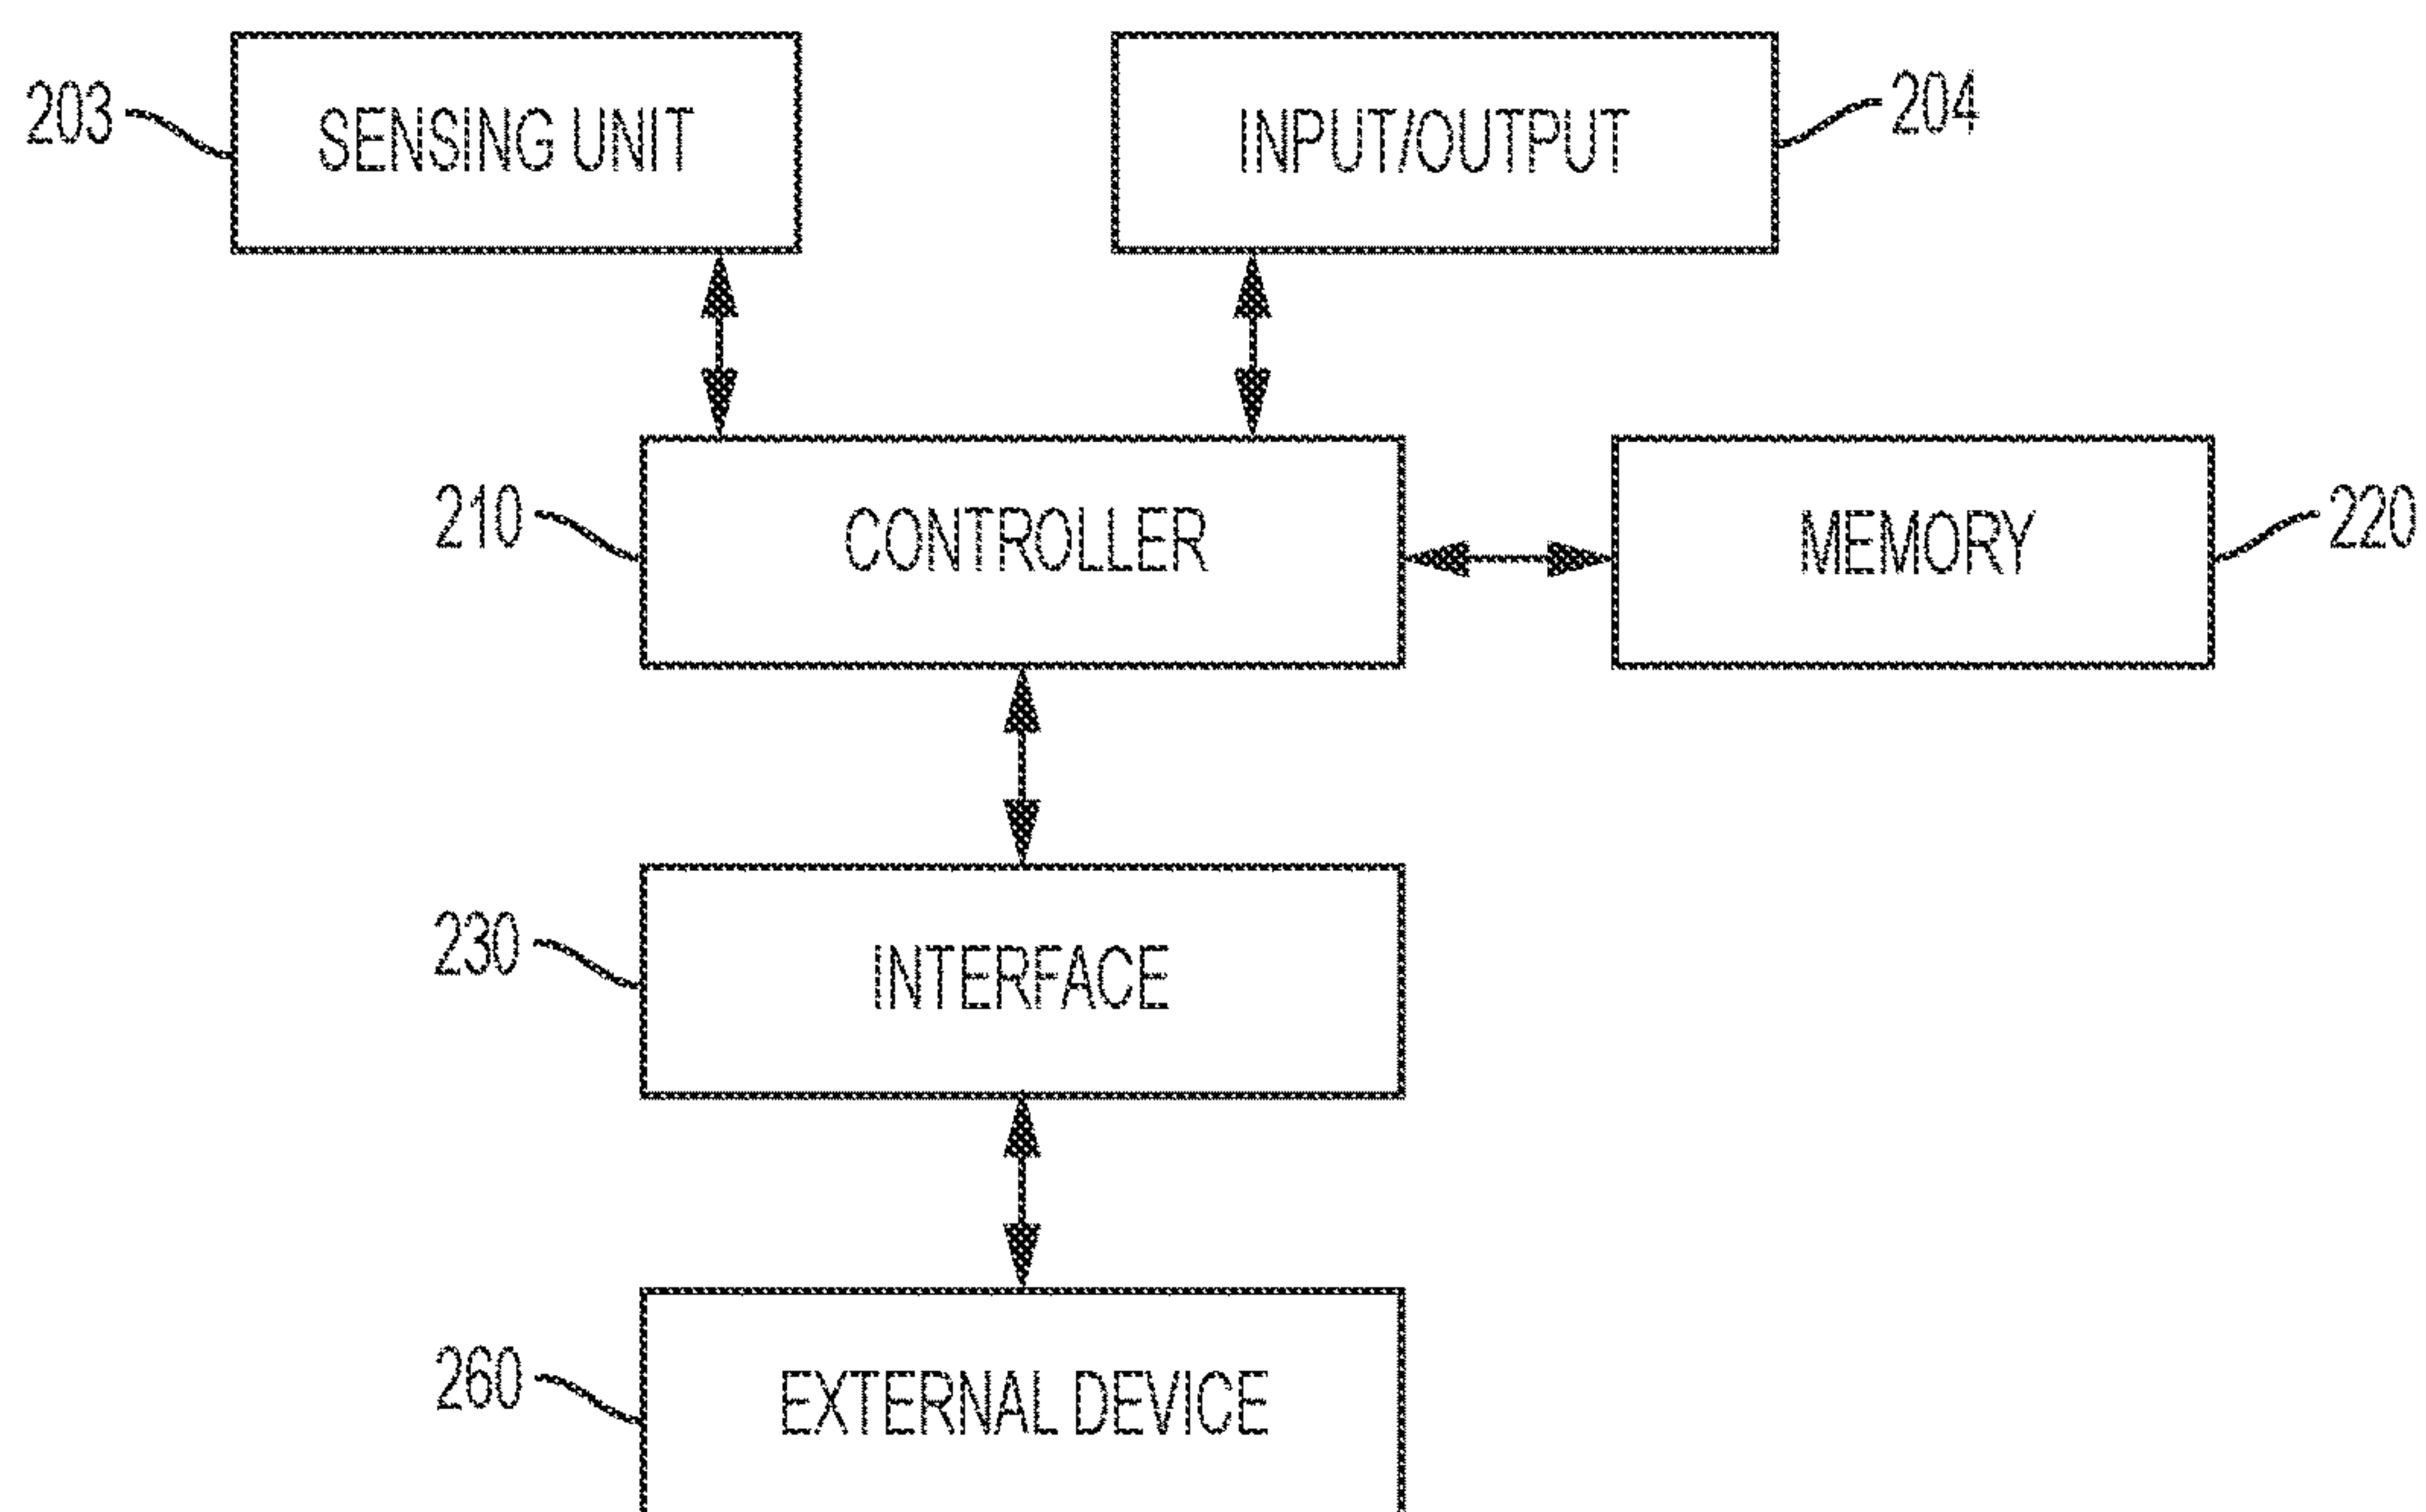 203
SENSING UNIT
INPUT/OUTPUT
204
210
CONTROLLER
MEMORY
220
230
INTERFACE
260
EXTERNAL DEVICE